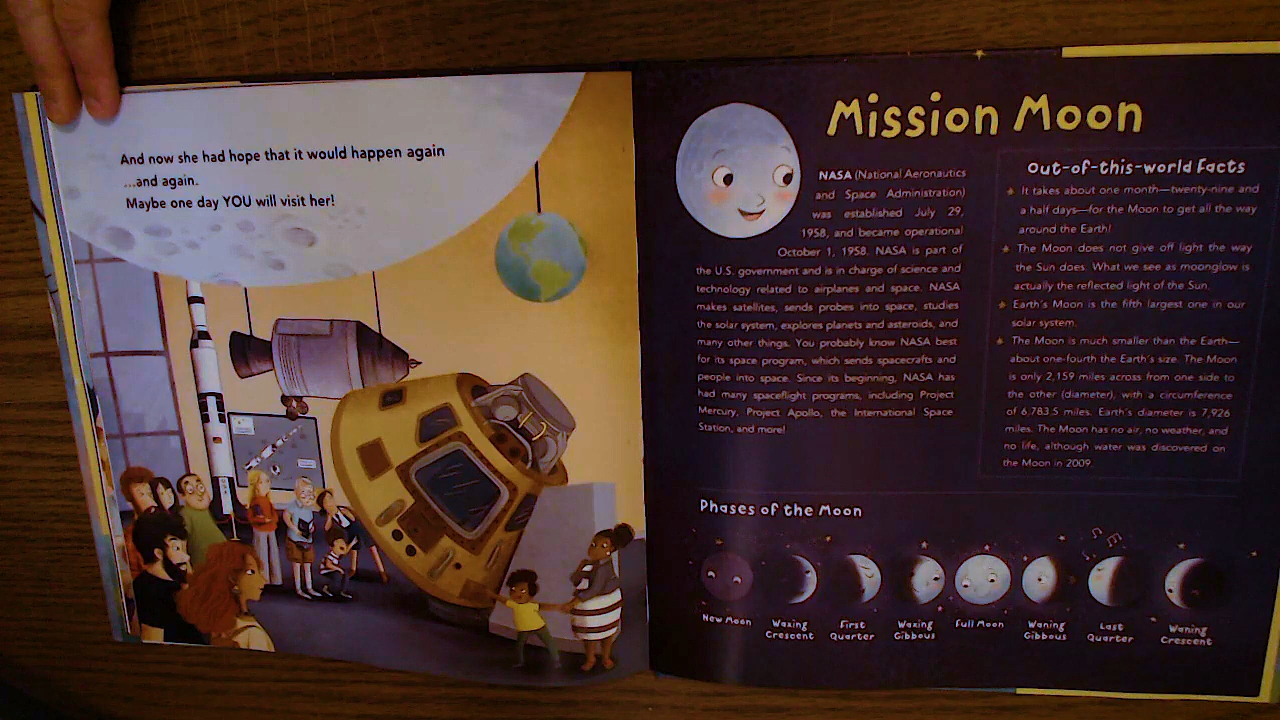 And now she had hope that it would happen again
...and again.
Maybe one day YOU will visit her!
Mission Moon
NASA (National Aeronautics
and Space Administration)
was established July 29,
1958, and became operational
October 1, 1958. NASA is part of
the U.S. government and is in charge of science and
technology related to airplanes and space. NASA
makes satellites, sends probes into space, studies
the solar system, explores planets and asteroids, and
many other things. You probably know NASA best
for its space program, which sends spacecrafts and
people into space. Since its beginning, NASA has
had many spaceflight programs, including Project
Mercury, Project Apollo, the International Space
Station, and more!
Out-of-this-world Facts
It takes about one month—twenty-nine and
a half days—for the Moon to get all the way
around the Earth!
The Moon does not give off light the way
the Sun does. What we see as moonglow is
actually the reflected light of the Sun.
Earth's Moon is the fifth largest one in our
solar system.
The Moon is much smaller than the Earth—
about one-fourth the Earth's size. The Moon
is only 2,159 miles across from one side to
the other (diameter), with a circumference
of 6,783.5 miles. Earth's diameter is 7,926
miles. The Moon has no air, no weather, and
no life, although water was discovered on
the Moon in 2009.
Phases of the Moon
New Moon
Waxing
Crescent
First
Quarter
Waxing
Gibbous
Full Moon
Waning
Gibbous
Last
Quarter
Waning
Crescent